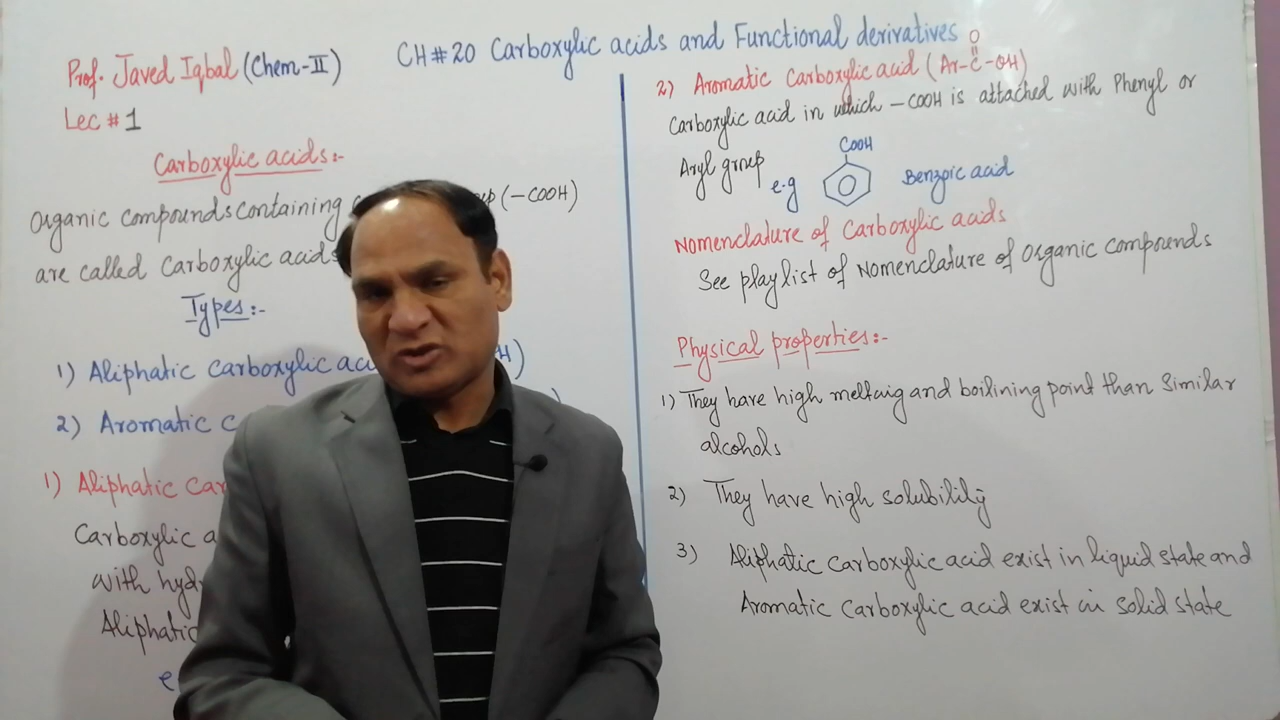 Prof. Javed Iqbal (Chem-II)
CH#20 Carboxylic acids and Functional derivatives
Lec #1
Carboxylic acids:-
Organic compounds containing (-COOH)
are called Carboxylic acids
Types:-
1) Aliphatic carboxylic
2) Aromatic
1) Aliphatic
Carboxylic
with
Aliphatic
2) Aromatic Carboxylic acid (Ar-C-OH)
O
Carboxylic acid in which -COOH is attached with Phenyl or
Aryl group
e.g
COOH
Benzoic acid
Nomenclature of Carboxylic acids
See playlist of Nomenclature of Organic compounds
Physical properties:-
1) They have high meltaig and boilining point than Similar
alcohols
2) They have high solubility
3) Aliphatic carboxylic acid exist in liquid state and
Aromatic carboxylic acid exist in solid state